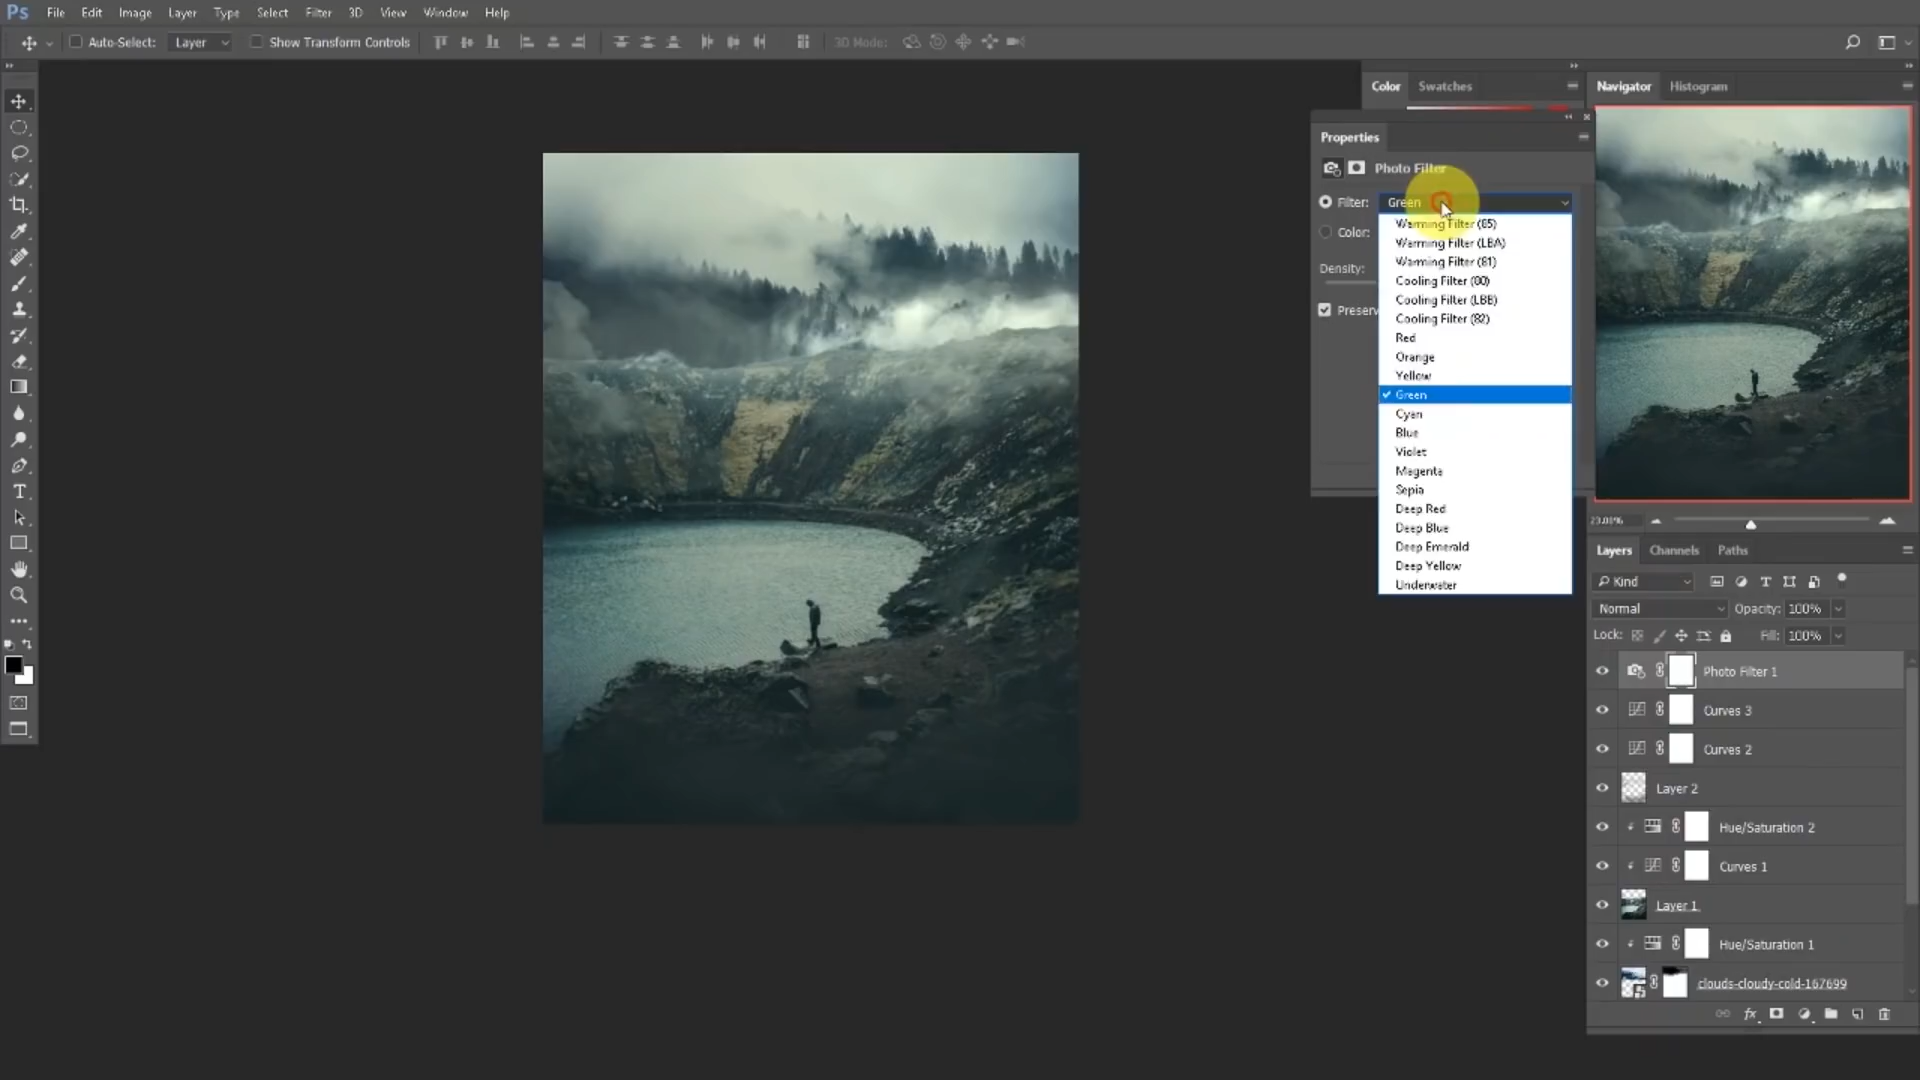 Ps File Edit Image Layer Type Select Filter 3D View Window Help
Auto-Select: Layer Show Transform Controls 3D Mode:
Color Swatches
Navigator Histogram
Properties
Photo Filter
Filter: Green
Color:
Density:
Preserv
Warming Filter (85)
Warming Filter (LBA)
Warming Filter (81)
Cooling Filter (80)
Cooling Filter (LBB)
Cooling Filter (82)
Red
Orange
Yellow
Green
Cyan
Blue
Violet
Magenta
Sepia
Deep Red
Deep Blue
Deep Emerald
Deep Yellow
Underwater
23.01%
Layers Channels Paths
Kind
Normal Opacity: 100%
Lock: Fill: 100%
Photo Filter 1
Curves 3
Curves 2
Layer 2
Hue/Saturation 2
Curves 1
Layer 1
Hue/Saturation 1
clouds-cloudy-cold-167699